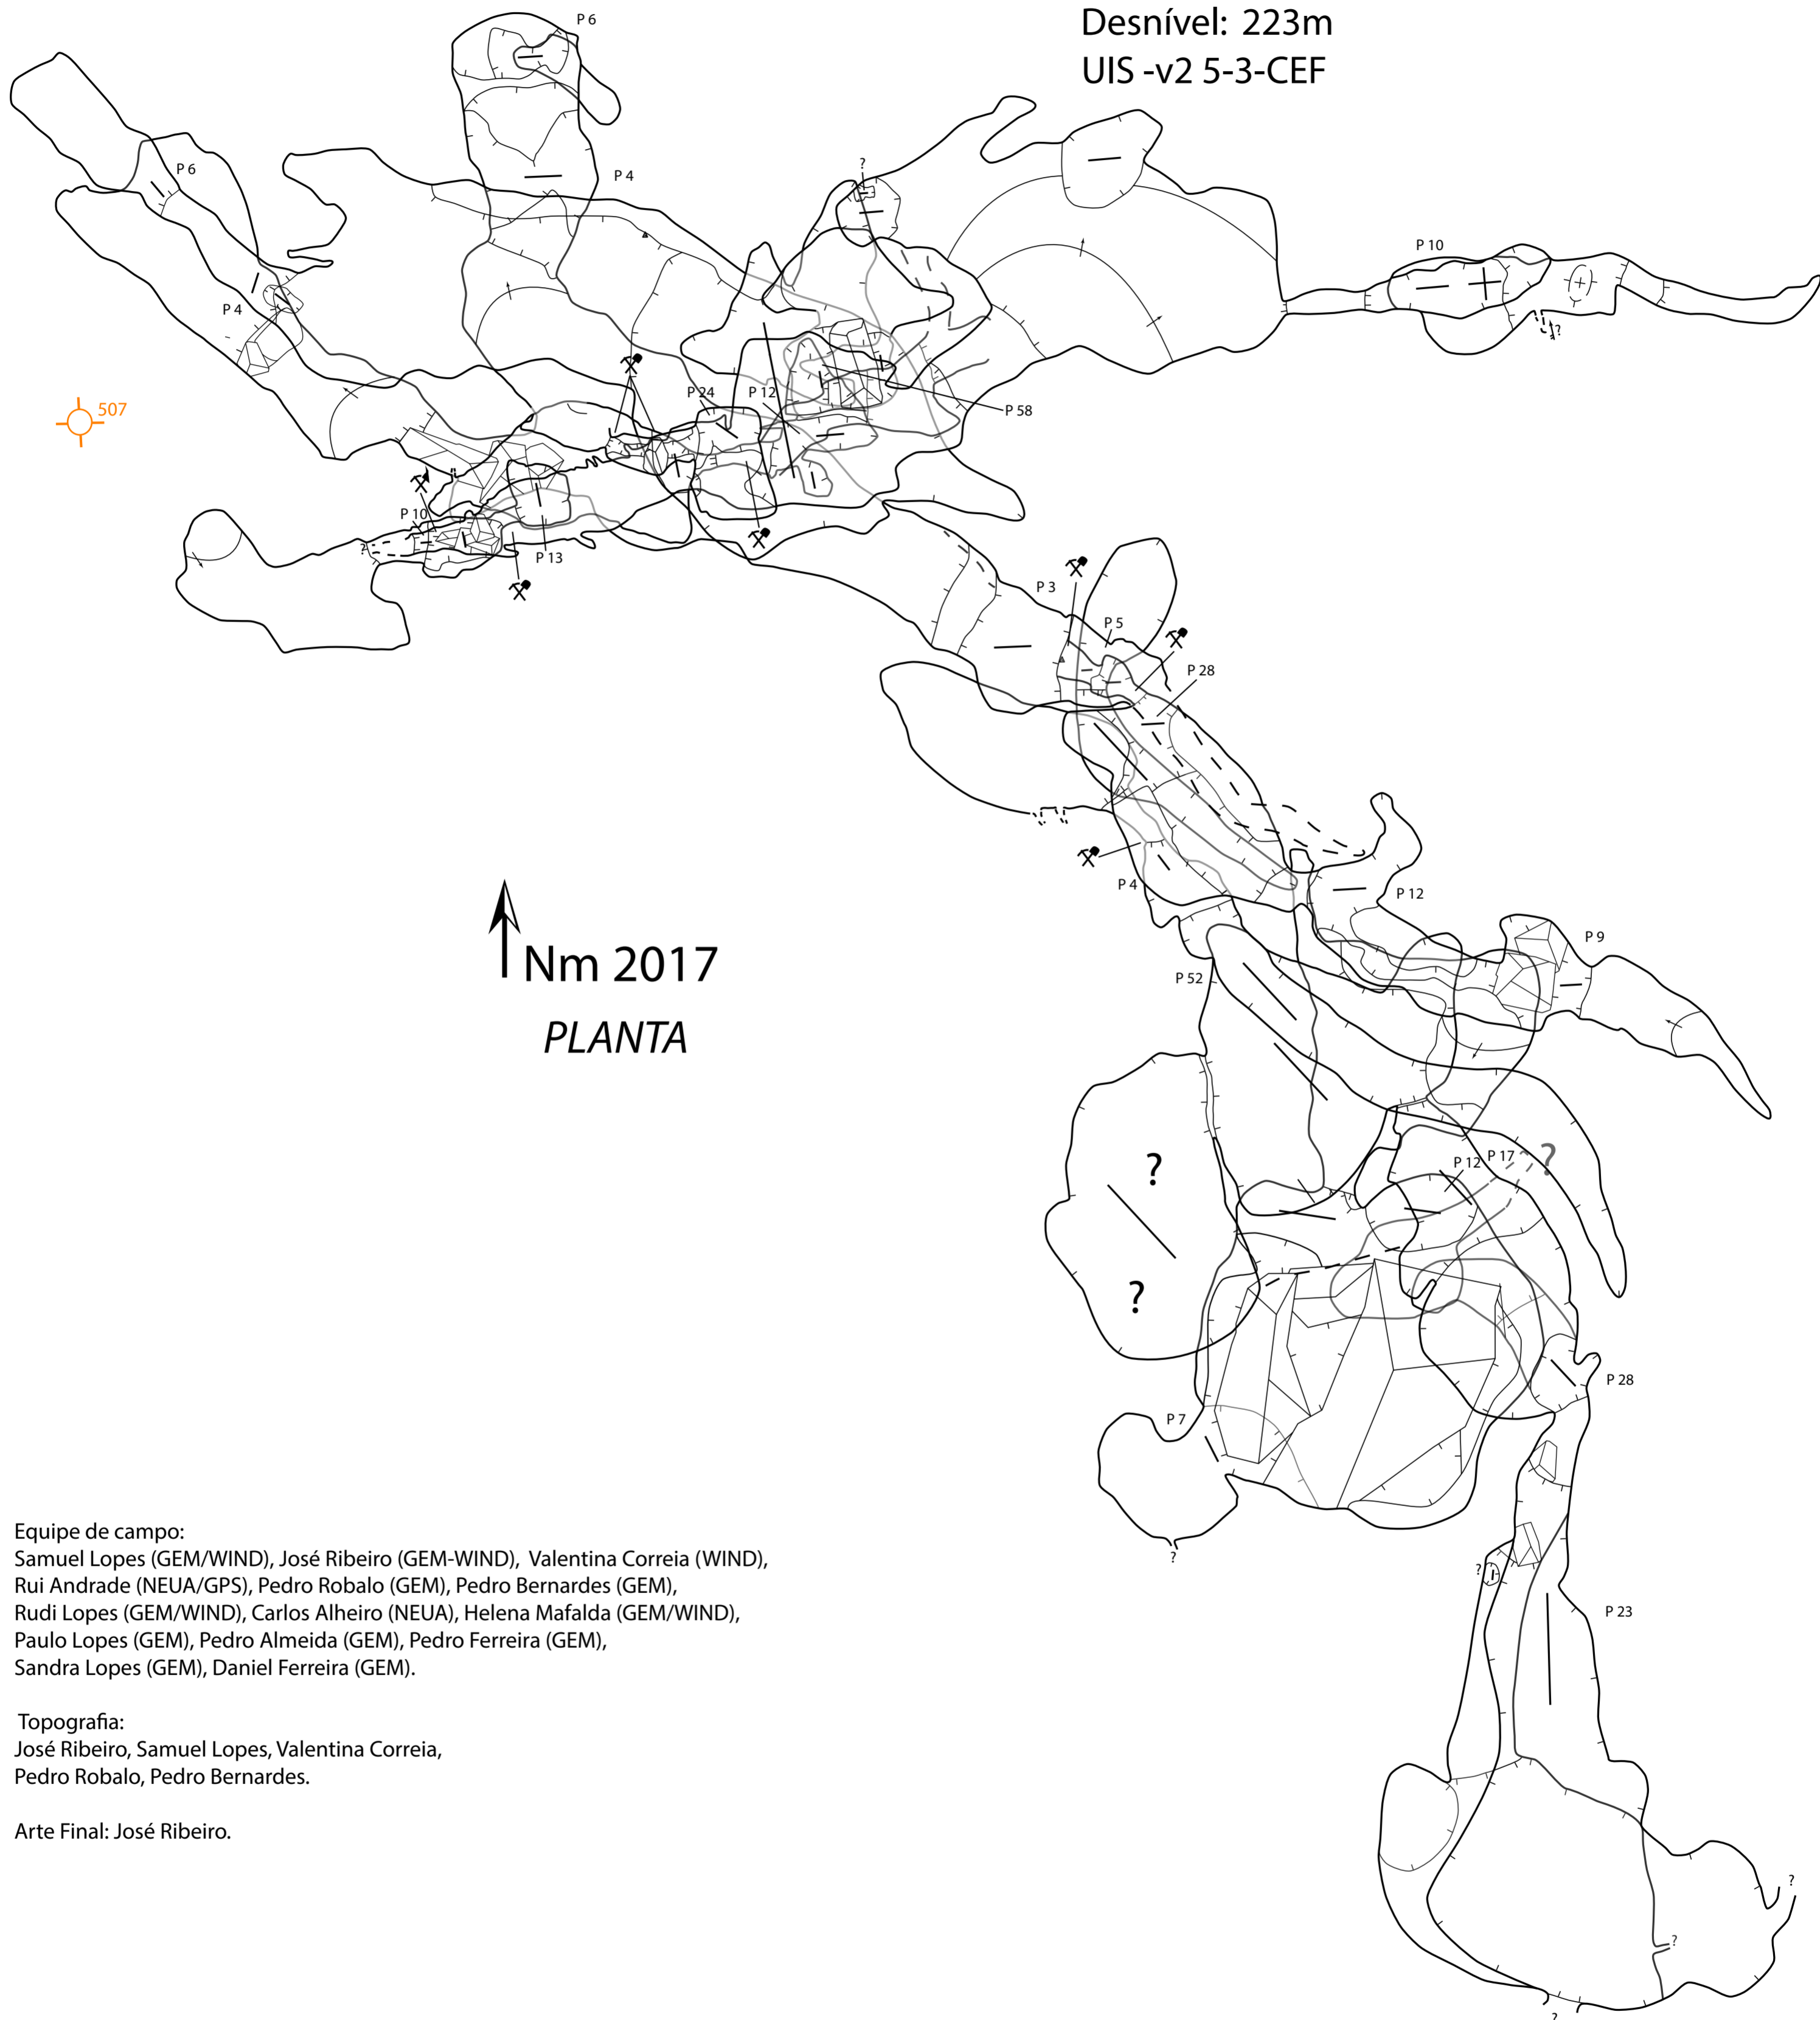 Desnível: 223m
UIS -v2 5-3-CEF
P 6
P 6
P 4
?
P 10
P 4
?
P 24
P 12
P 58
507
P 10
?
P 13
P 3
P 5
P 28
P 4
P 12
P 9
Nm 2017
P 52
PLANTA
?
P 12
P 17
?
?
P 28
P 7
?
?
P 23
?
?
?
Equipe de campo:
Samuel Lopes (GEM/WIND), José Ribeiro (GEM-WIND), Valentina Correia (WIND),
Rui Andrade (NEUA/GPS), Pedro Robalo (GEM), Pedro Bernardes (GEM),
Rudi Lopes (GEM/WIND), Carlos Alheiro (NEUA), Helena Mafalda (GEM/WIND),
Paulo Lopes (GEM), Pedro Almeida (GEM), Pedro Ferreira (GEM),
Sandra Lopes (GEM), Daniel Ferreira (GEM).
Topografia:
José Ribeiro, Samuel Lopes, Valentina Correia,
Pedro Robalo, Pedro Bernardes.
Arte Final: José Ribeiro.